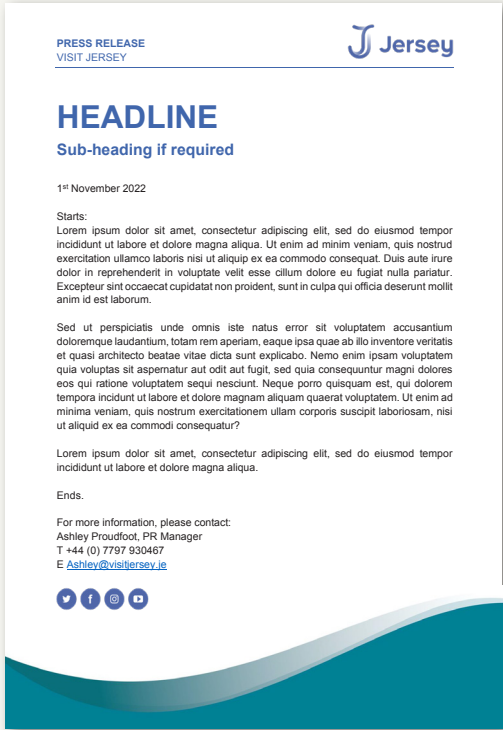 PRESS RELEASE
VISIT JERSEY
Jersey
HEADLINE
Sub-heading if required
1st November 2022
Starts:
Lorem ipsum dolor sit amet, consectetur adipiscing elit, sed do eiusmod tempor
incididunt ut labore et dolore magna aliqua. Ut enim ad minim veniam, quis nostrud
exercitation ullamco laboris nisi ut aliquip ex ea commodo consequat. Duis aute irure
dolor in reprehenderit in voluptate velit esse cillum dolore eu fugiat nulla pariatur.
Excepteur sint occaecat cupidatat non proident, sunt in culpa qui officia deserunt mollit
anim id est laborum.
Sed ut perspiciatis unde omnis iste natus error sit voluptatem accusantium
doloremque laudantium, totam rem aperiam, eaque ipsa quae ab illo inventore veritatis
et quasi architecto beatae vitae dicta sunt explicabo. Nemo enim ipsam voluptatem
quia voluptas sit aspernatur aut odit aut fugit, sed quia consequuntur magni dolores
eos qui ratione voluptatem sequi nesciunt. Neque porro quisquam est, qui dolorem
tempora incidunt ut labore et dolore magnam aliquam quaerat voluptatem. Ut enim ad
minima veniam, quis nostrum exercitationem ullam corporis suscipit laboriosam, nisi
ut aliquid ex ea commodi consequatur?
Lorem ipsum dolor sit amet, consectetur adipiscing elit, sed do eiusmod tempor
incididunt ut labore et dolore magna aliqua.
Ends.
For more information, please contact:
Ashley Proudfoot, PR Manager
T +44 (0) 7797 930467
E Ashley@visitjersey.je